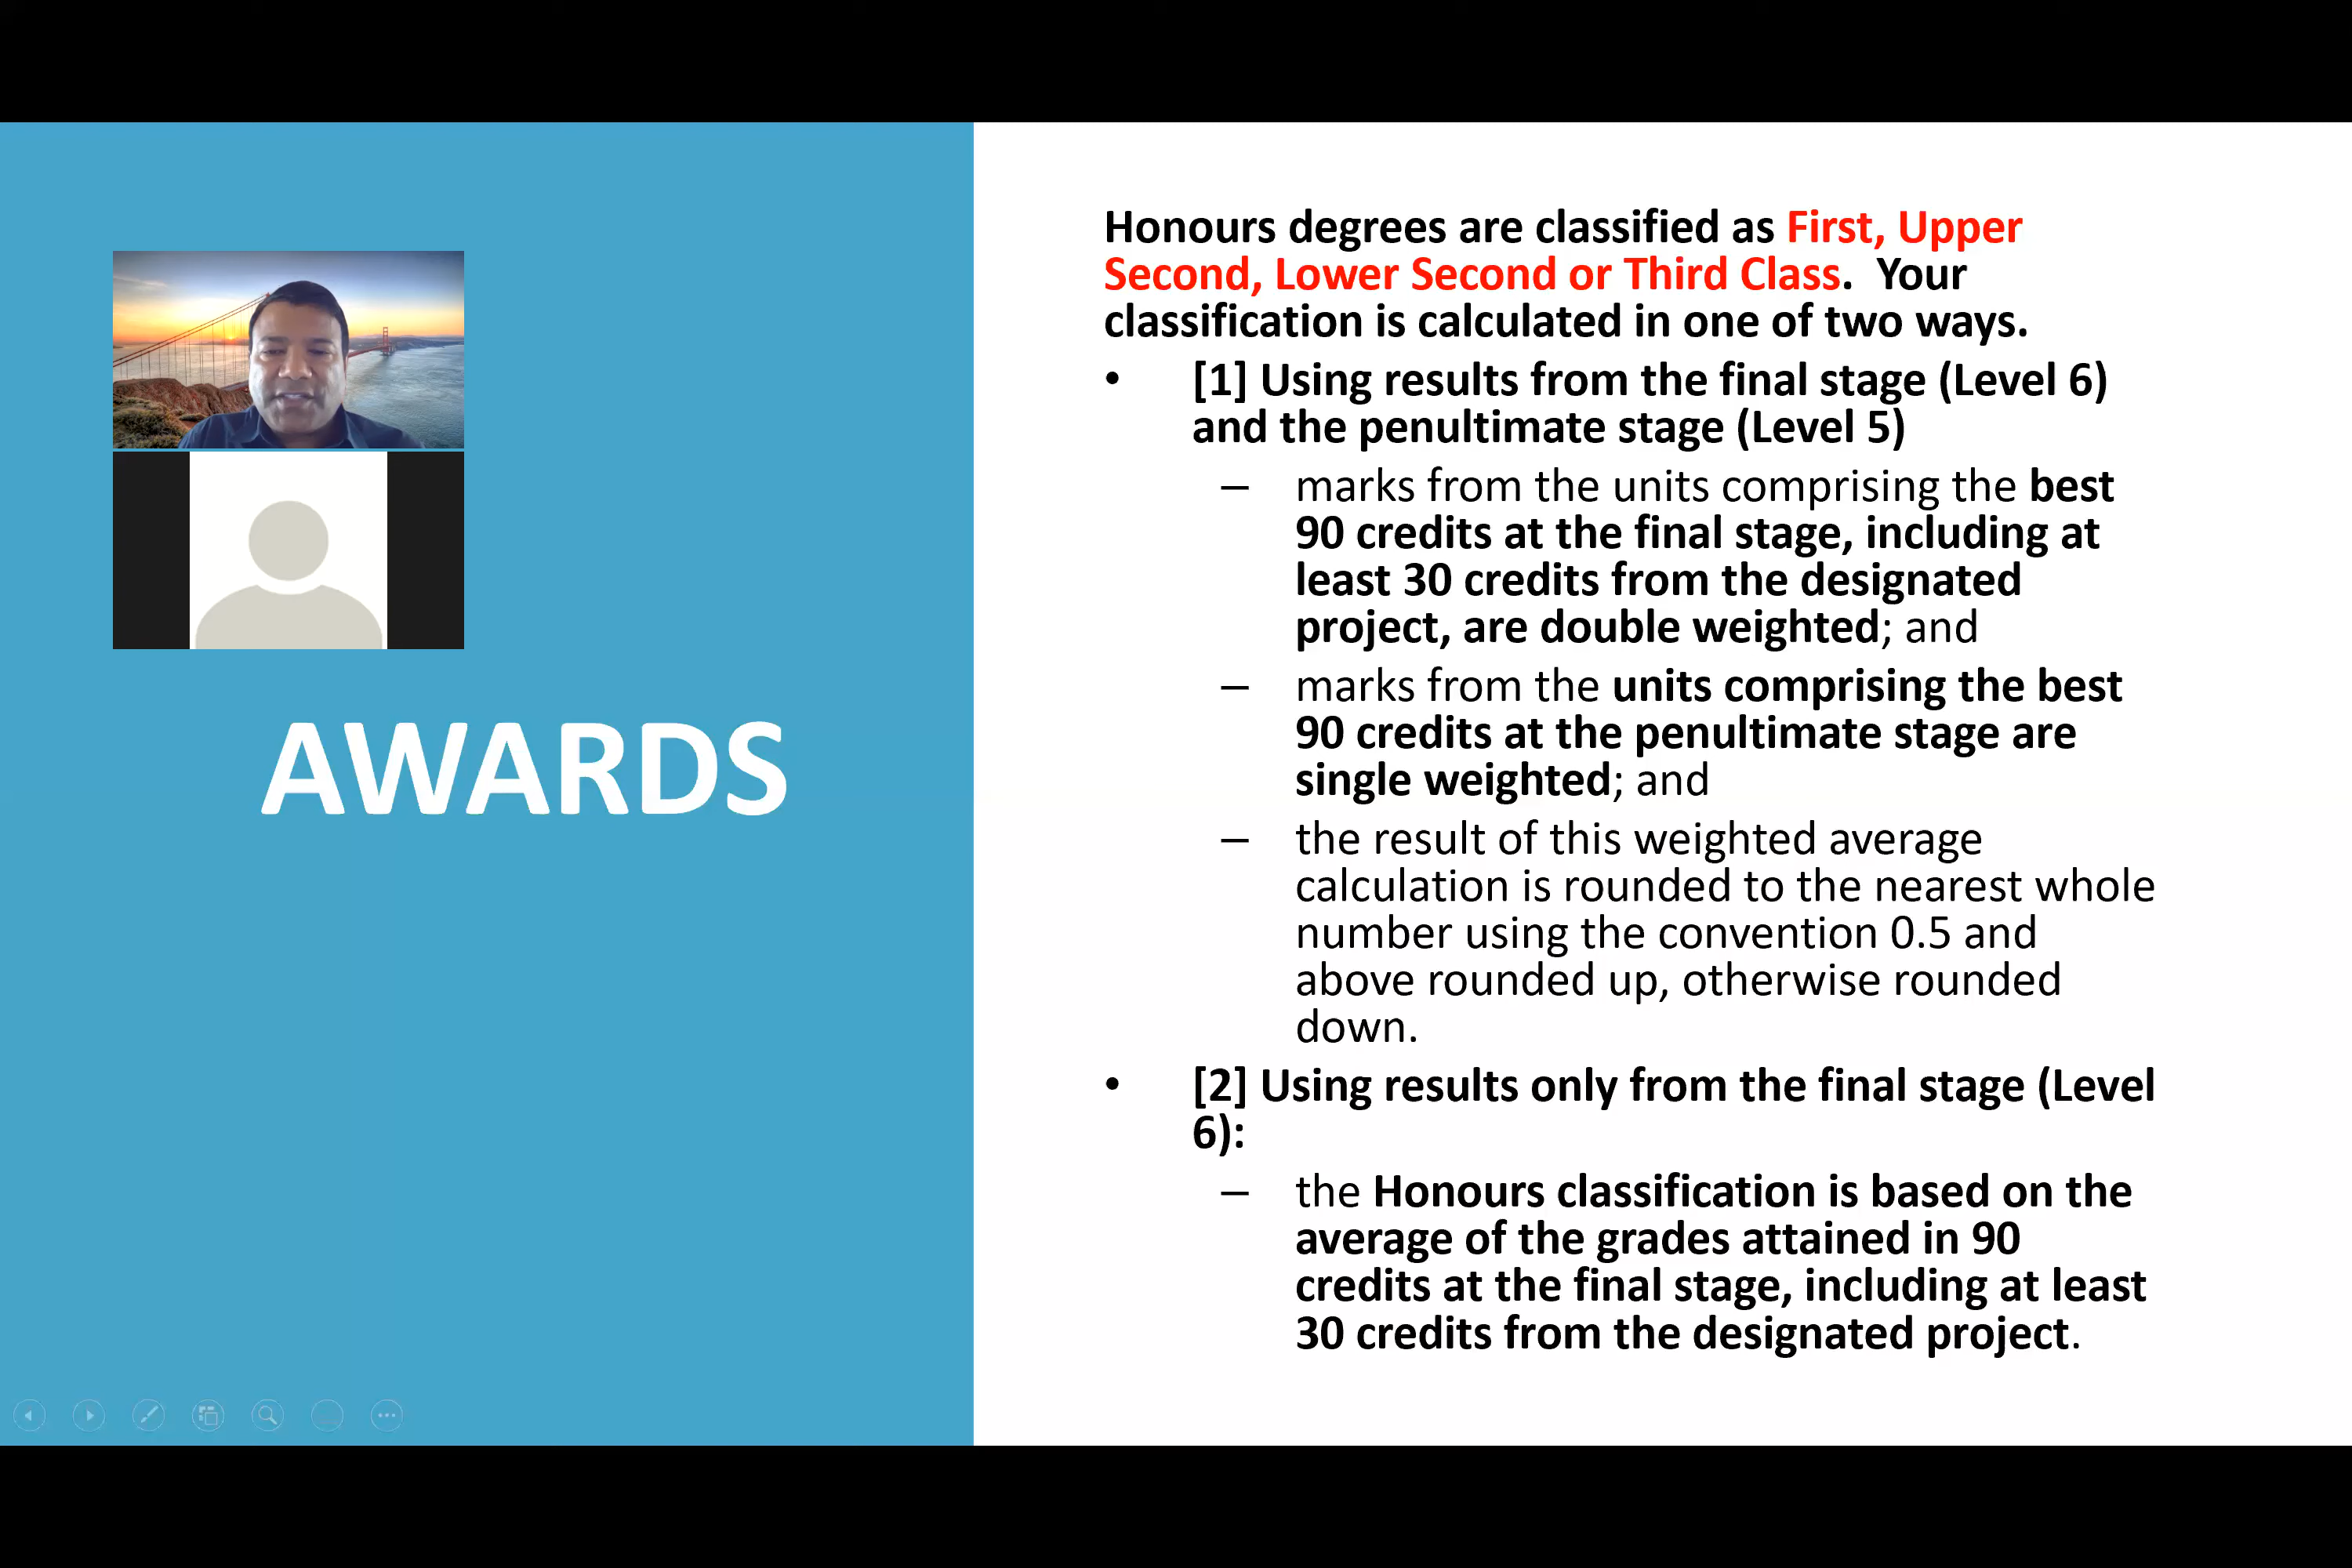 AWARDS
Honours degrees are classified as First, Upper
Second, Lower Second or Third Class.  Your
classification is calculated in one of two ways.
• [1] Using results from the final stage (Level 6)
and the penultimate stage (Level 5)
– marks from the units comprising the best
90 credits at the final stage, including at
least 30 credits from the designated
project, are double weighted; and
– marks from the units comprising the best
90 credits at the penultimate stage are
single weighted; and
– the result of this weighted average
calculation is rounded to the nearest whole
number using the convention 0.5 and
above rounded up, otherwise rounded
down.
• [2] Using results only from the final stage (Level
6):
– the Honours classification is based on the
average of the grades attained in 90
credits at the final stage, including at least
30 credits from the designated project.